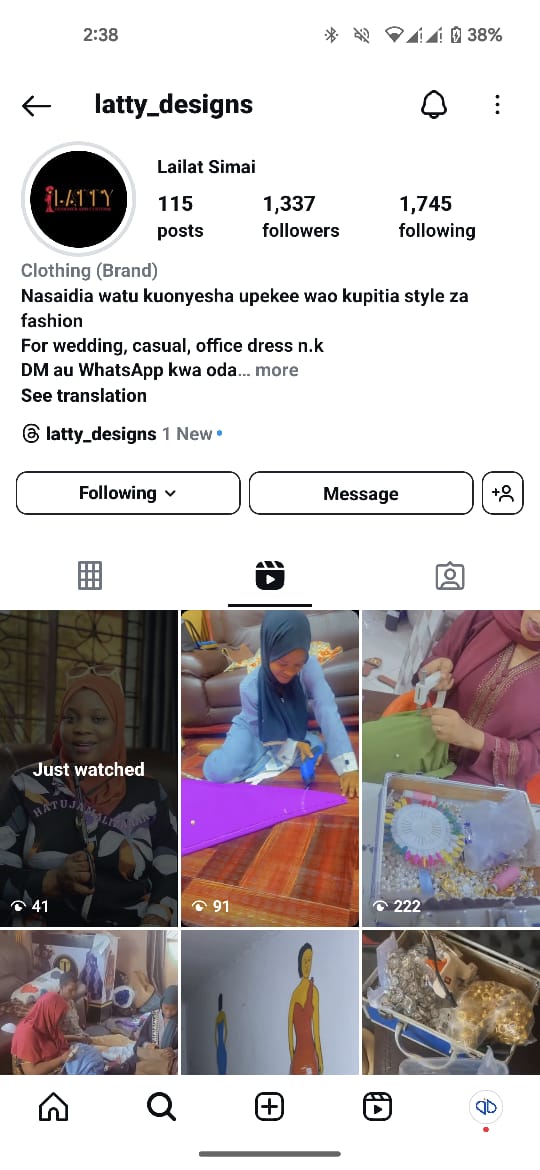 2:38
38%
latty_designs
LATTY
Lailat Simai
115 1,337 1,745
posts followers following
Clothing (Brand)
Nasaidia watu kuonyesha upekee wao kupitia style za
fashion
For wedding, casual, office dress n.k
DM au WhatsApp kwa oda... more
See translation
latty_designs 1 New
Following
Message
Just watched
41
91
222